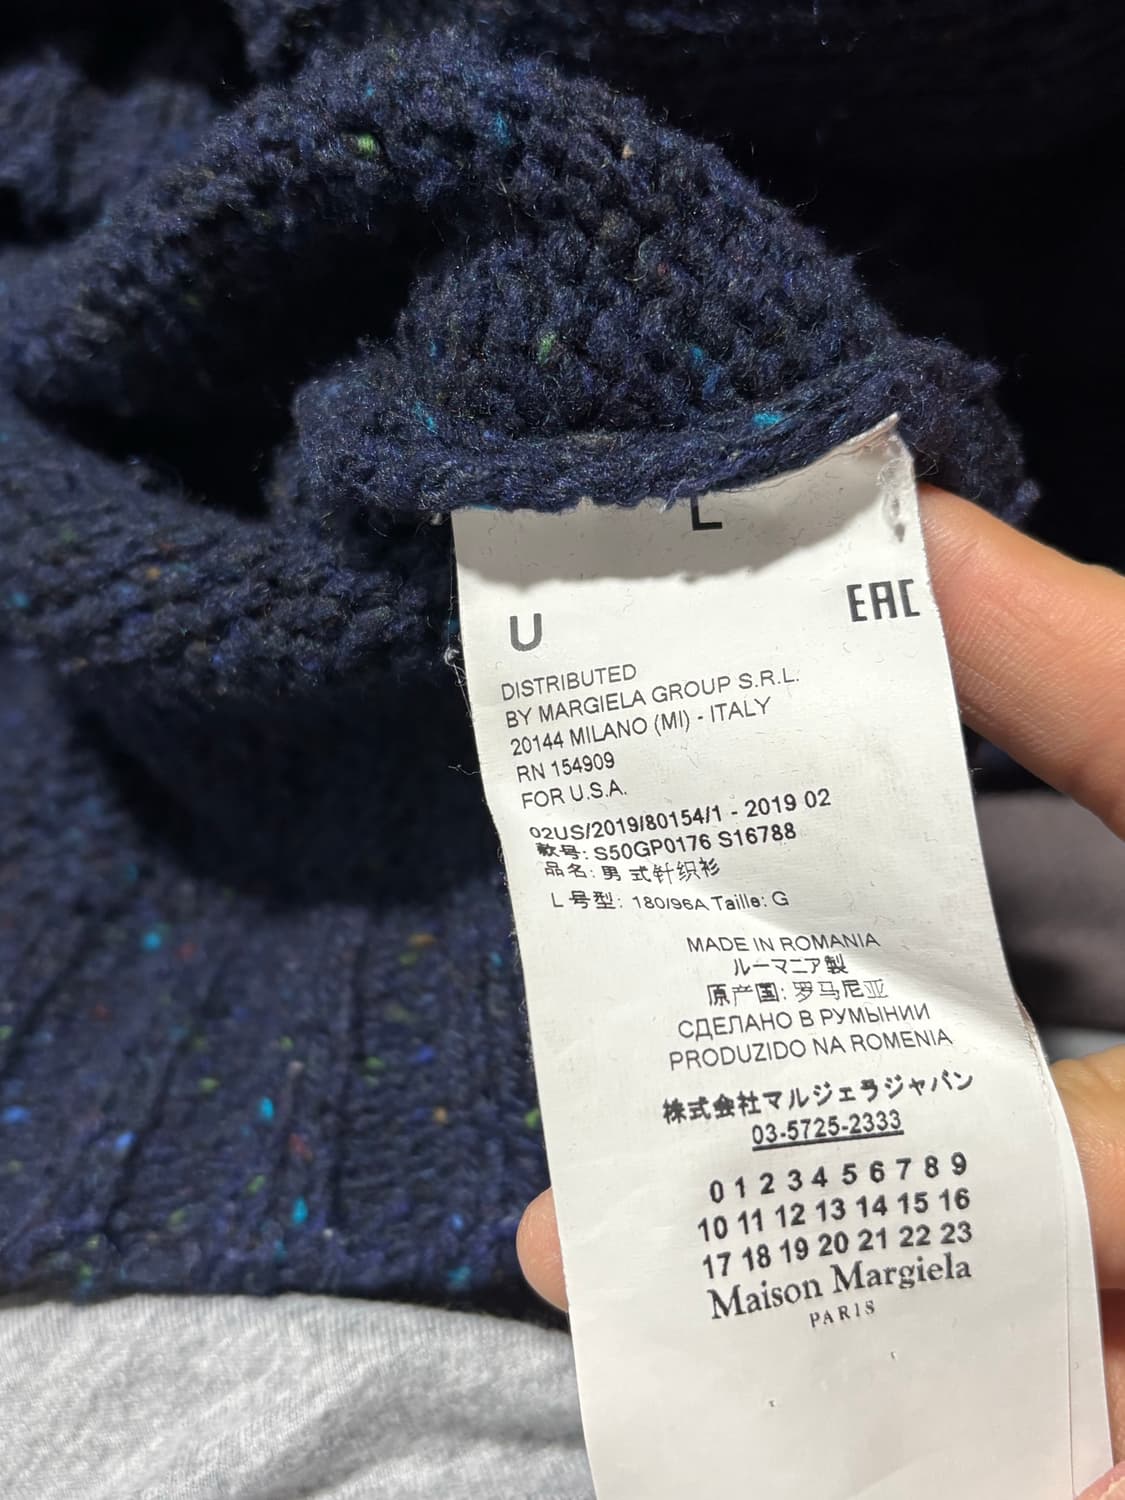 L
U
EAC
DISTRIBUTED
BY MARGIELA GROUP S.R.L.
20144 MILANO (MI) - ITALY
RN 154909
FOR U.S.A.
02US/2019/80154/1 - 2019 02
款号: S50GP0176 S16788
品名: 男 式针织衫
L 号型: 180/96A Taille: G
MADE IN ROMANIA
ルーマニア製
原产国: 罗马尼亚
СДЕЛАНО В РУМЫНИИ
PRODUZIDO NA ROMENIA
株式会社マルジェラジャパン
03-5725-2333
0 1 2 3 4 5 6 7 8 9
10 11 12 13 14 15 16
17 18 19 20 21 22 23
Maison Margiela
PARIS